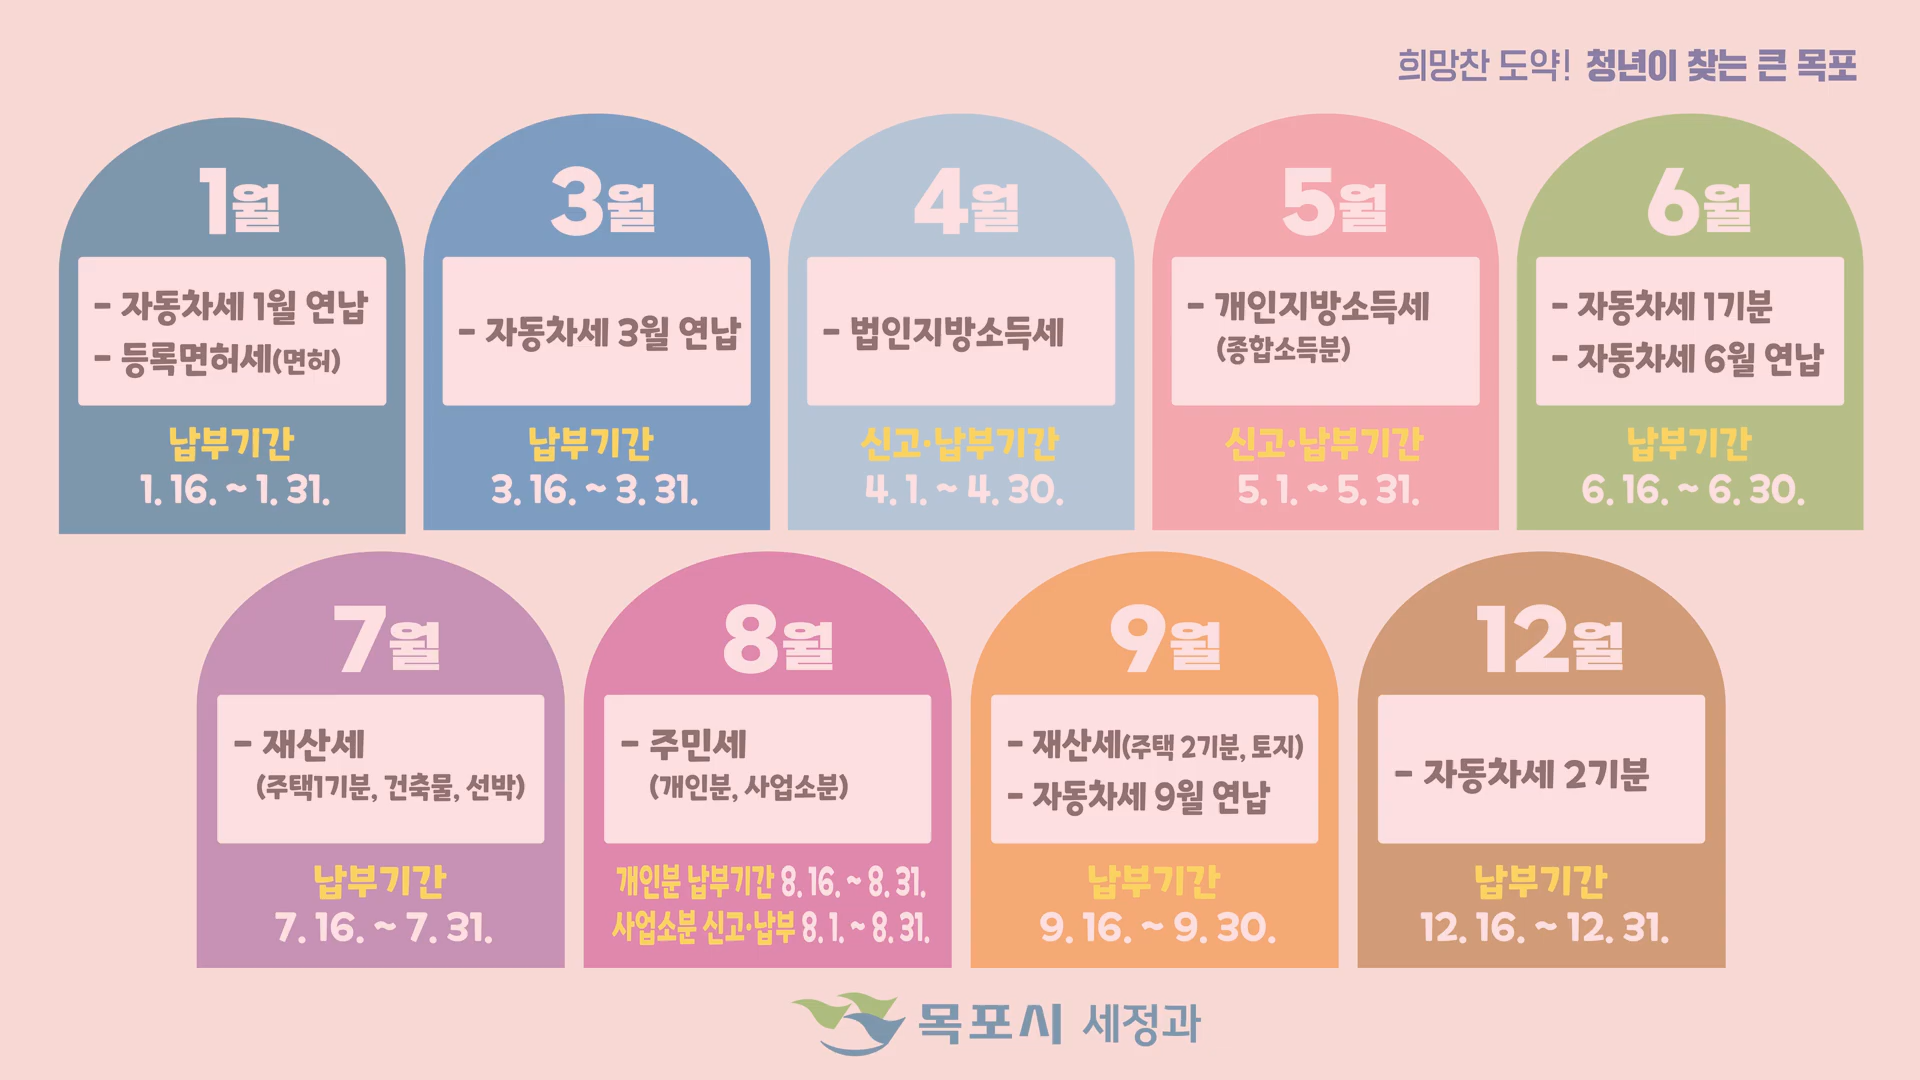 희망찬 도약! 청년이 찾는 큰 목포
1월
- 자동차세 1월 연납
- 등록면허세(면허)
납부기간
1. 16. ~ 1. 31.
3월
- 자동차세 3월 연납
납부기간
3. 16. ~ 3. 31.
4월
- 법인지방소득세
신고·납부기간
4. 1. ~ 4. 30.
5월
- 개인지방소득세
(종합소득분)
신고·납부기간
5. 1. ~ 5. 31.
6월
- 자동차세 1기분
- 자동차세 6월 연납
납부기간
6. 16. ~ 6. 30.
7월
- 재산세
(주택1기분, 건축물, 선박)
납부기간
7. 16. ~ 7. 31.
8월
- 주민세
(개인분, 사업소분)
개인분 납부기간 8. 16. ~ 8. 31.
사업소분 신고·납부 8. 1. ~ 8. 31.
9월
- 재산세(주택 2기분, 토지)
- 자동차세 9월 연납
납부기간
9. 16. ~ 9. 30.
12월
- 자동차세 2기분
납부기간
12. 16. ~ 12. 31.
목포시 세정과